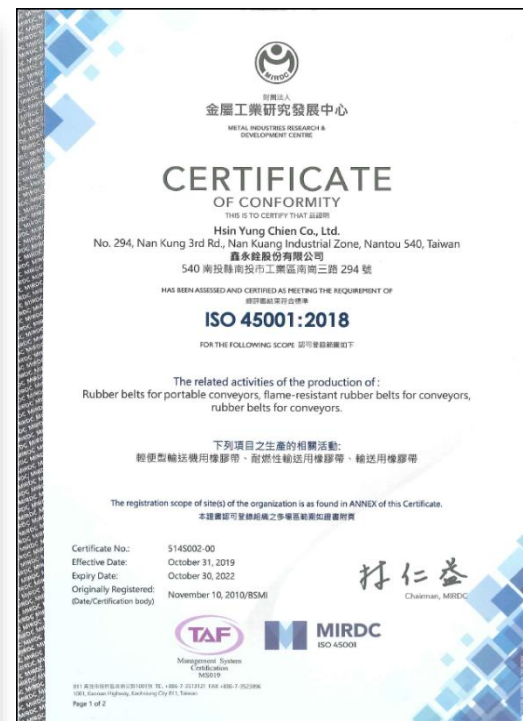 MIRDC
財團法人
金屬工業研究發展中心
METAL INDUSTRIES RESEARCH &
DEVELOPMENT CENTRE
CERTIFICATE
OF CONFORMITY
THIS IS TO CERTIFY THAT 茲證明
Hsin Yung Chien Co., Ltd.
No. 294, Nan Kung 3rd Rd., Nan Kuang Industrial Zone, Nantou 540, Taiwan
鑫永銓股份有限公司
540 南投縣南投市工業區南崗三路 294 號
HAS BEEN ASSESSED AND CERTIFIED AS MEETING THE REQUIREMENT OF
經評鑑結果符合標準
ISO 45001:2018
FOR THE FOLLOWING SCOPE 認可登錄範圍如下
The related activities of the production of :
Rubber belts for portable conveyors, flame-resistant rubber belts for conveyors,
rubber belts for conveyors.
下列項目之生產的相關活動:
輕便型輸送機用橡膠帶、耐燃性輸送用橡膠帶、輸送用橡膠帶
The registration scope of site(s) of the organization is as found in ANNEX of this Certificate.
本證書認可登錄組織之多場區範圍如證書附頁
Certificate No.: 514S002-00
Effective Date: October 31, 2019
Expiry Date: October 30, 2022
Originally Registered: November 10, 2010/BSMI
(Date/Certification body)
Chairman, MIRDC
TAF
Management System
Certification
MS019
MIRDC
ISO 45001
1001, Kaonan Highway, Kaohsiung City 811, Taiwan
Page 1 of 2